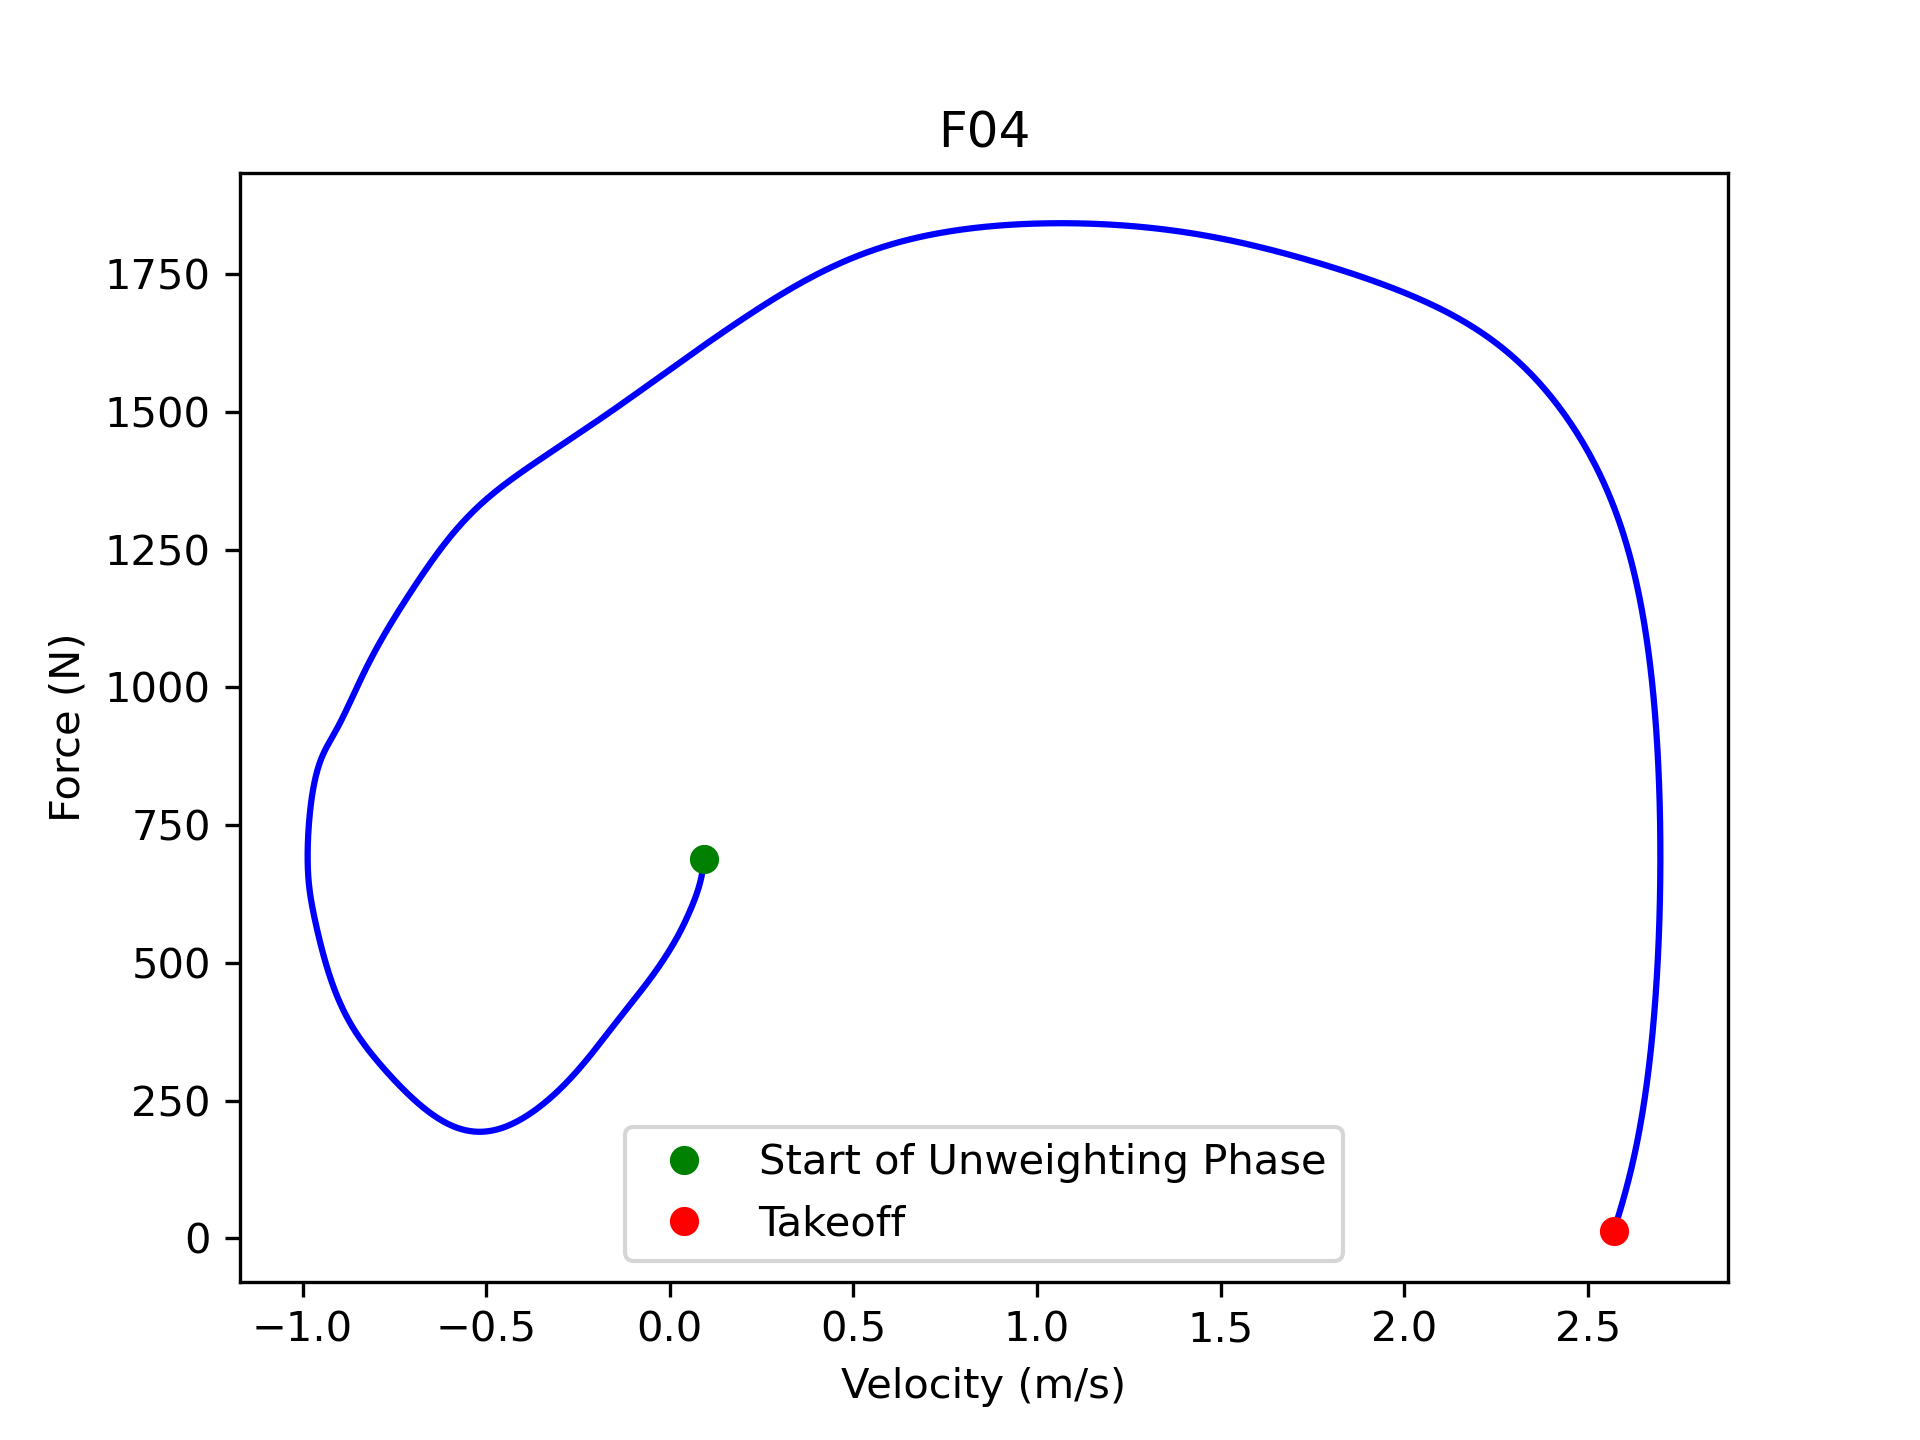 F04
Force (N)
1750
1500
1250
1000
750
500
250
0
Start of Unweighting Phase
Takeoff
−1.0 −0.5 0.0 0.5 1.0 1.5 2.0 2.5
Velocity (m/s)